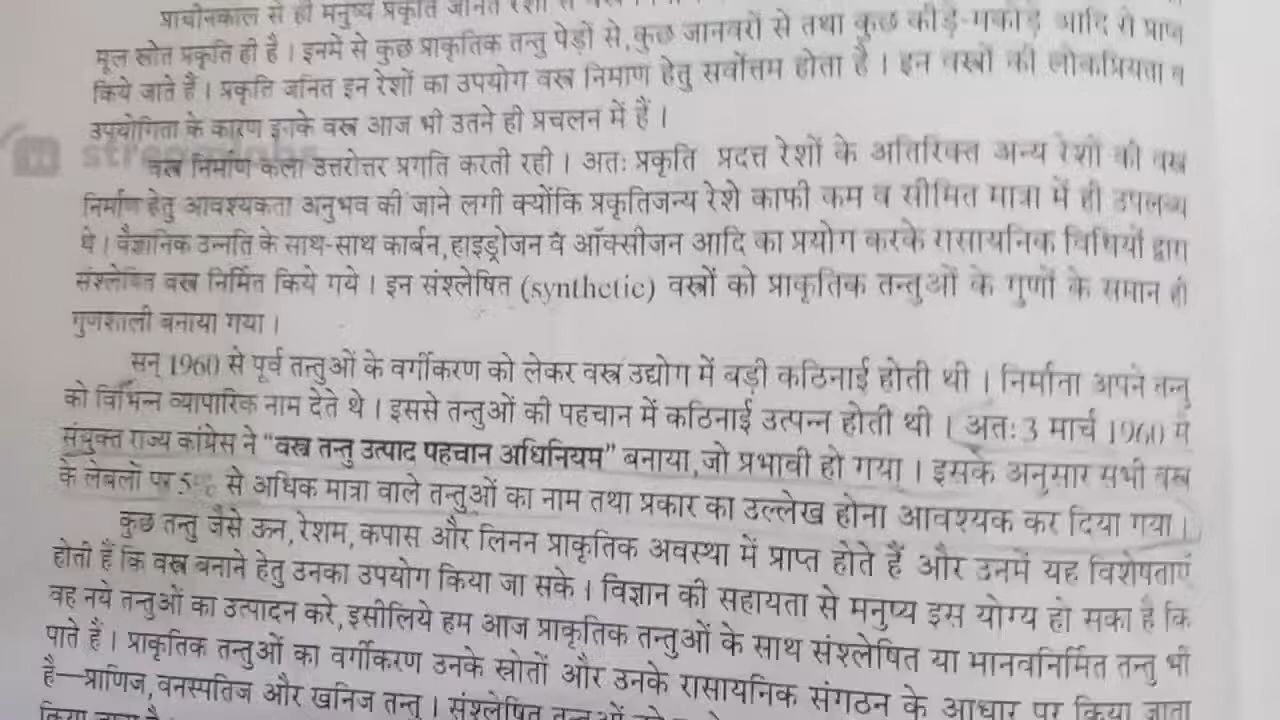 प्राचीनकाल से ही मनुष्य प्रकृति जनित रेशों से
मूल स्रोत प्रकृति ही है। इनमें से कुछ प्राकृतिक तन्तु पेड़ों से, कुछ जानवरों से तथा कुछ कीड़े-मकोड़े आदि से प्राप्त
किये जाते हैं। प्रकृति जनित इन रेशों का उपयोग वस्त्र निर्माण हेतु सर्वोत्तम होता है। इन वस्त्रों की लोकप्रियता व
उपयोगिता के कारण इनके वस्त्र आज भी उतने ही प्रचलन में हैं।
वस्त्र निर्माण कला उत्तरोत्तर प्रगति करती रही। अतः प्रकृति प्रदत्त रेशों के अतिरिक्त अन्य रेशों की वस्त्र
निर्माण हेतु आवश्यकता अनुभव की जाने लगी क्योंकि प्रकृतिजन्य रेशे काफी कम व सीमित मात्रा में ही उपलब्ध
थे। वैज्ञानिक उन्नति के साथ-साथ कार्बन, हाइड्रोजन व ऑक्सीजन आदि का प्रयोग करके रासायनिक विधियों द्वारा
संश्लेषित वस्त्र निर्मित किये गये। इन संश्लेषित (synthetic) वस्त्रों को प्राकृतिक तन्तुओं के गुणों के समान ही
गुणशाली बनाया गया।
सन् 1960 से पूर्व तन्तुओं के वर्गीकरण को लेकर वस्त्र उद्योग में बड़ी कठिनाई होती थी। निर्माता अपने तन्तु
को विभिन्न व्यापारिक नाम देते थे। इससे तन्तुओं की पहचान में कठिनाई उत्पन्न होती थी। अतः 3 मार्च 1960 में
संयुक्त राज्य कांग्रेस ने “वस्त्र तन्तु उत्पाद पहचान अधिनियम” बनाया, जो प्रभावी हो गया। इसके अनुसार सभी वस्त्र
के लेबलों पर 5% से अधिक मात्रा वाले तन्तुओं का नाम तथा प्रकार का उल्लेख होना आवश्यक कर दिया गया।
कुछ तन्तु जैसे ऊन, रेशम, कपास और लिनन प्राकृतिक अवस्था में प्राप्त होते हैं और उनमें यह विशेषताएं
होती हैं कि वस्त्र बनाने हेतु उनका उपयोग किया जा सके। विज्ञान की सहायता से मनुष्य इस योग्य हो सका है कि
वह नये तन्तुओं का उत्पादन करे, इसीलिये हम आज प्राकृतिक तन्तुओं के साथ संश्लेषित या मानवनिर्मित तन्तु भी
पाते हैं। प्राकृतिक तन्तुओं का वर्गीकरण उनके स्रोतों और उनके रासायनिक संगठन के आधार पर किया जाता
है—प्राणिज, वनस्पतिज और खनिज तन्तु। संश्लेषित तन्तुओं